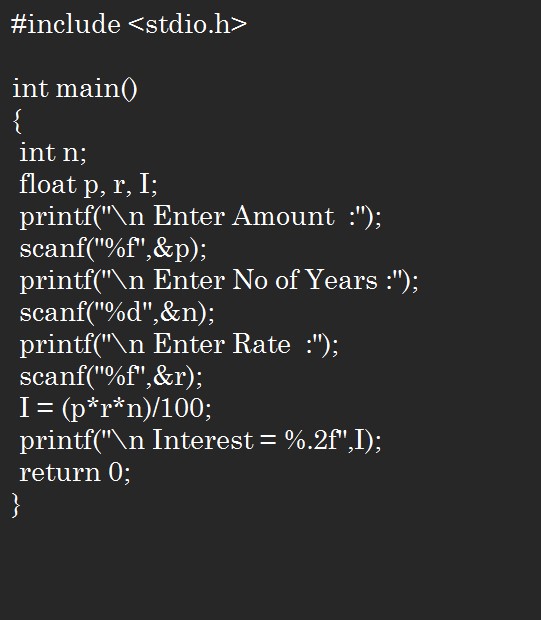 #include <stdio.h>
int main()
{
int n;
float p, r, I;
printf("\n Enter Amount  :");
scanf("%f",&p);
printf("\n Enter No of Years :");
scanf("%d",&n);
printf("\n Enter Rate  :");
scanf("%f",&r);
I = (p*r*n)/100;
printf("\n Interest = %.2f",I);
return 0;
}